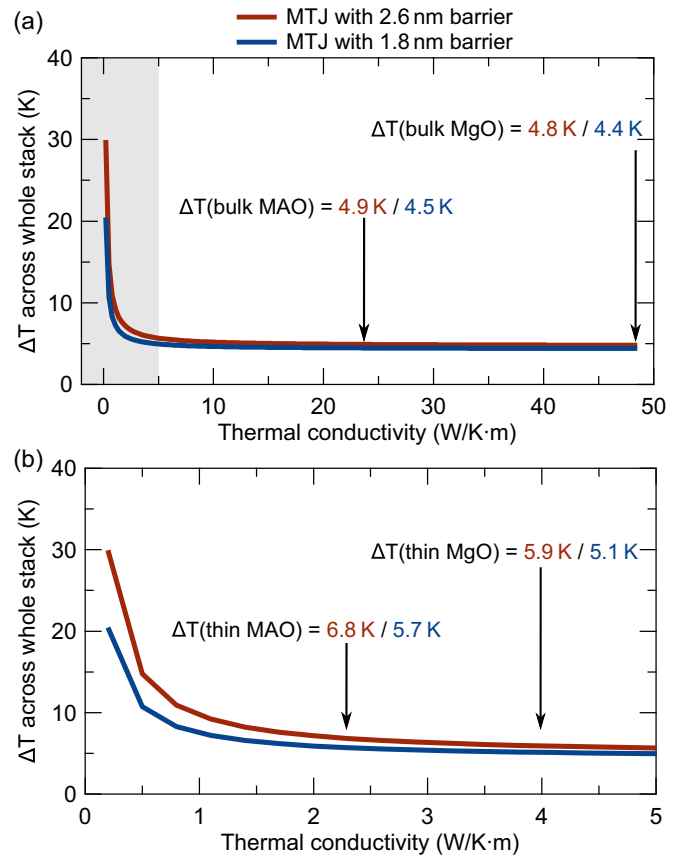 (a)
MTJ with 2.6 nm barrier
MTJ with 1.8 nm barrier
40
30
20
10
0
ΔT across whole stack (K)
ΔT(bulk MgO) = 4.8 K / 4.4 K
ΔT(bulk MAO) = 4.9 K / 4.5 K
0 10 20 30 40 50
Thermal conductivity (W/K·m)
(b)
40
30
20
10
0
ΔT across whole stack (K)
ΔT(thin MgO) = 5.9 K / 5.1 K
ΔT(thin MAO) = 6.8 K / 5.7 K
0 1 2 3 4 5
Thermal conductivity (W/K·m)